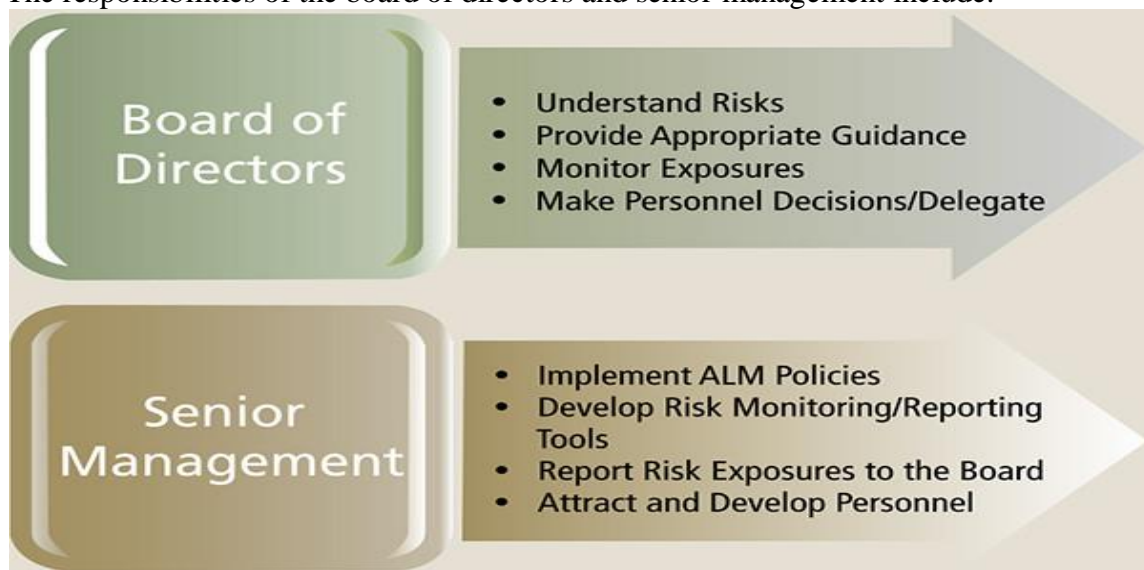 The responsibilities of the board of directors and senior management include:
Board of
Directors
• Understand Risks
• Provide Appropriate Guidance
• Monitor Exposures
• Make Personnel Decisions/Delegate
Senior
Management
• Implement ALM Policies
• Develop Risk Monitoring/Reporting
Tools
• Report Risk Exposures to the Board
• Attract and Develop Personnel